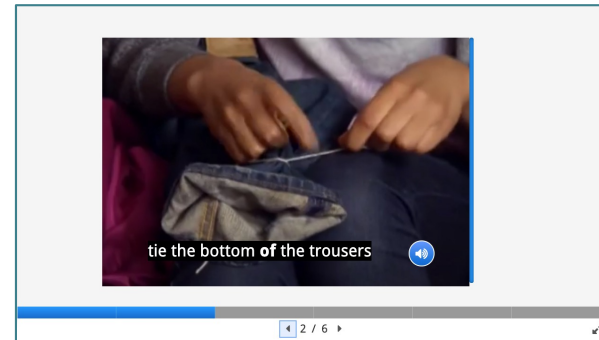 tie the bottom of the trousers
2 / 6